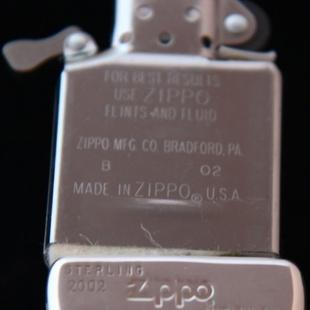 FOR BEST RESULTS
USE ZIPPO
FLINTS AND FLUID
ZIPPO MFG. CO. BRADFORD, PA.
B 02
MADE IN ZIPPO® U.S.A.
STERLING
2002 Zippo